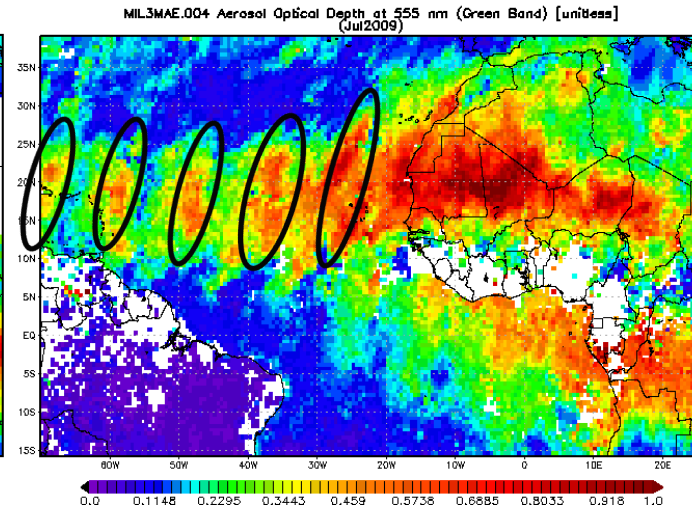 MIL3MAE.004 Aerosol Optical Depth at 555 nm (Green Band) [unitless]
(Jul2009)
35N
30N
25N
20N
15N
10N
5N
EQ
5S
10S
15S
60W 50W 40W 30W 20W 10W 0 10E 20E
0.0 0.1148 0.2295 0.3443 0.459 0.5738 0.6885 0.8033 0.918 1.0